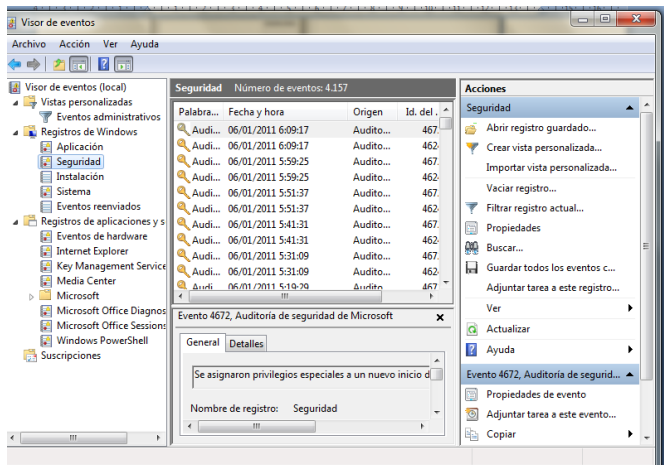 Visor de eventos
Archivo Acción Ver Ayuda
Visor de eventos (local)
Vistas personalizadas
Eventos administrativos
Registros de Windows
Aplicación
Seguridad
Instalación
Sistema
Eventos reenviados
Registros de aplicaciones y s
Eventos de hardware
Internet Explorer
Key Management Service
Media Center
Microsoft
Microsoft Office Diagnos
Microsoft Office Sessions
Windows PowerShell
Suscripciones
Seguridad Número de eventos: 4.157
Palabra... Fecha y hora Origen Id. del
Audi... 06/01/2011 6:09:17 Audito... 467
Audi... 06/01/2011 6:09:17 Audito... 462
Audi... 06/01/2011 5:59:25 Audito... 467
Audi... 06/01/2011 5:59:25 Audito... 462
Audi... 06/01/2011 5:51:37 Audito... 467
Audi... 06/01/2011 5:51:37 Audito... 462
Audi... 06/01/2011 5:41:31 Audito... 467
Audi... 06/01/2011 5:41:31 Audito... 462
Audi... 06/01/2011 5:31:09 Audito... 467
Audi... 06/01/2011 5:31:09 Audito... 462
Audi... 06/01/2011 5:19:29 Audito... 467
Evento 4672, Auditoría de seguridad de Microsoft
General Detalles
Se asignaron privilegios especiales a un nuevo inicio d
Nombre de registro: Seguridad
Acciones
Seguridad
Abrir registro guardado...
Crear vista personalizada...
Importar vista personalizada...
Vaciar registro...
Filtrar registro actual...
Propiedades
Buscar...
Guardar todos los eventos c...
Adjuntar tarea a este registro...
Ver
Actualizar
Ayuda
Evento 4672, Auditoría de segurid...
Propiedades de evento
Adjuntar tarea a este evento...
Copiar